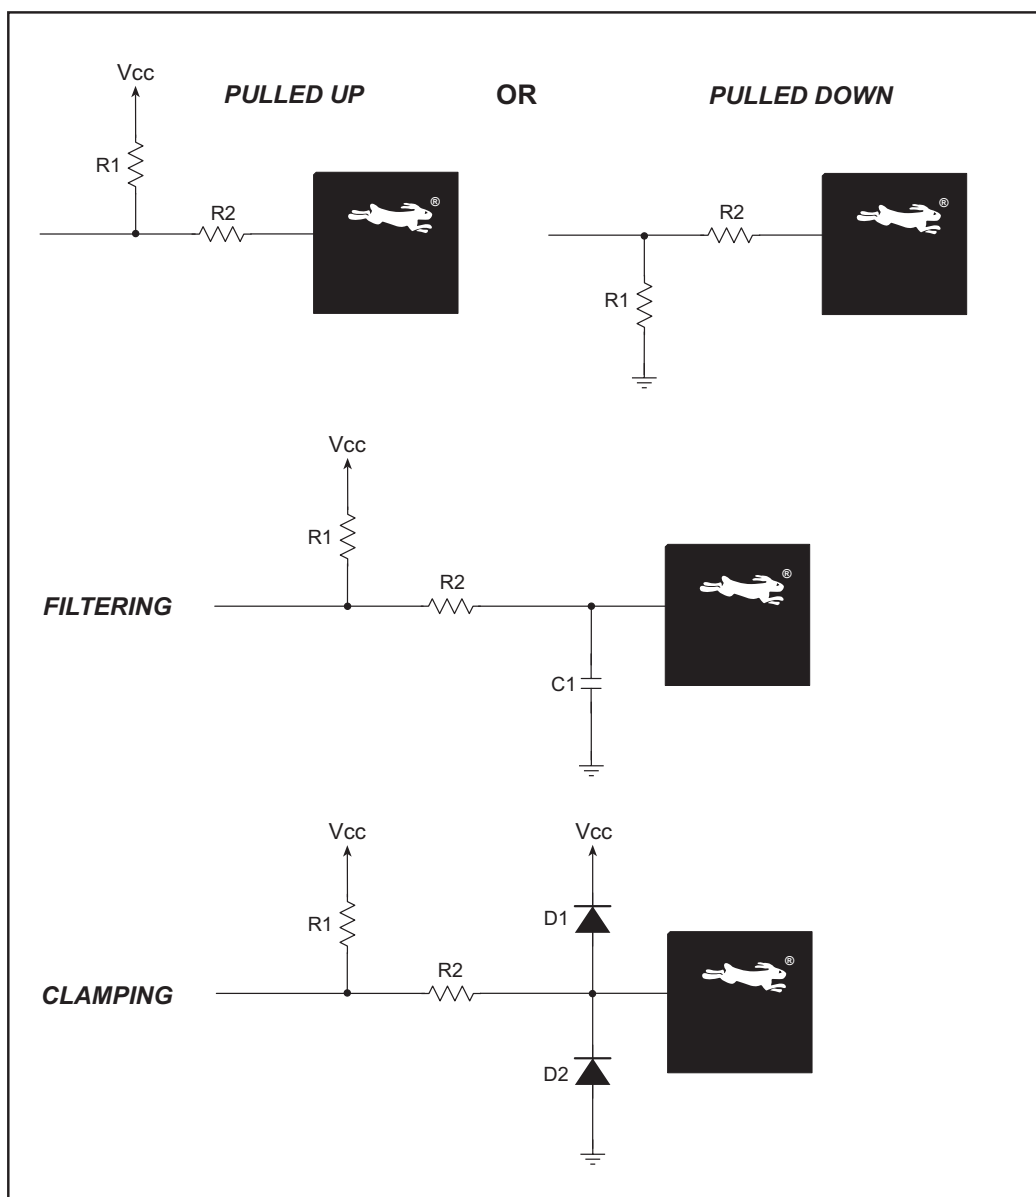 Vcc
PULLED UP
OR
PULLED DOWN
R1
R2
®
R2
®
R1
Vcc
R1
R2
®
FILTERING
C1
Vcc
Vcc
R1
D1
R2
®
CLAMPING
D2